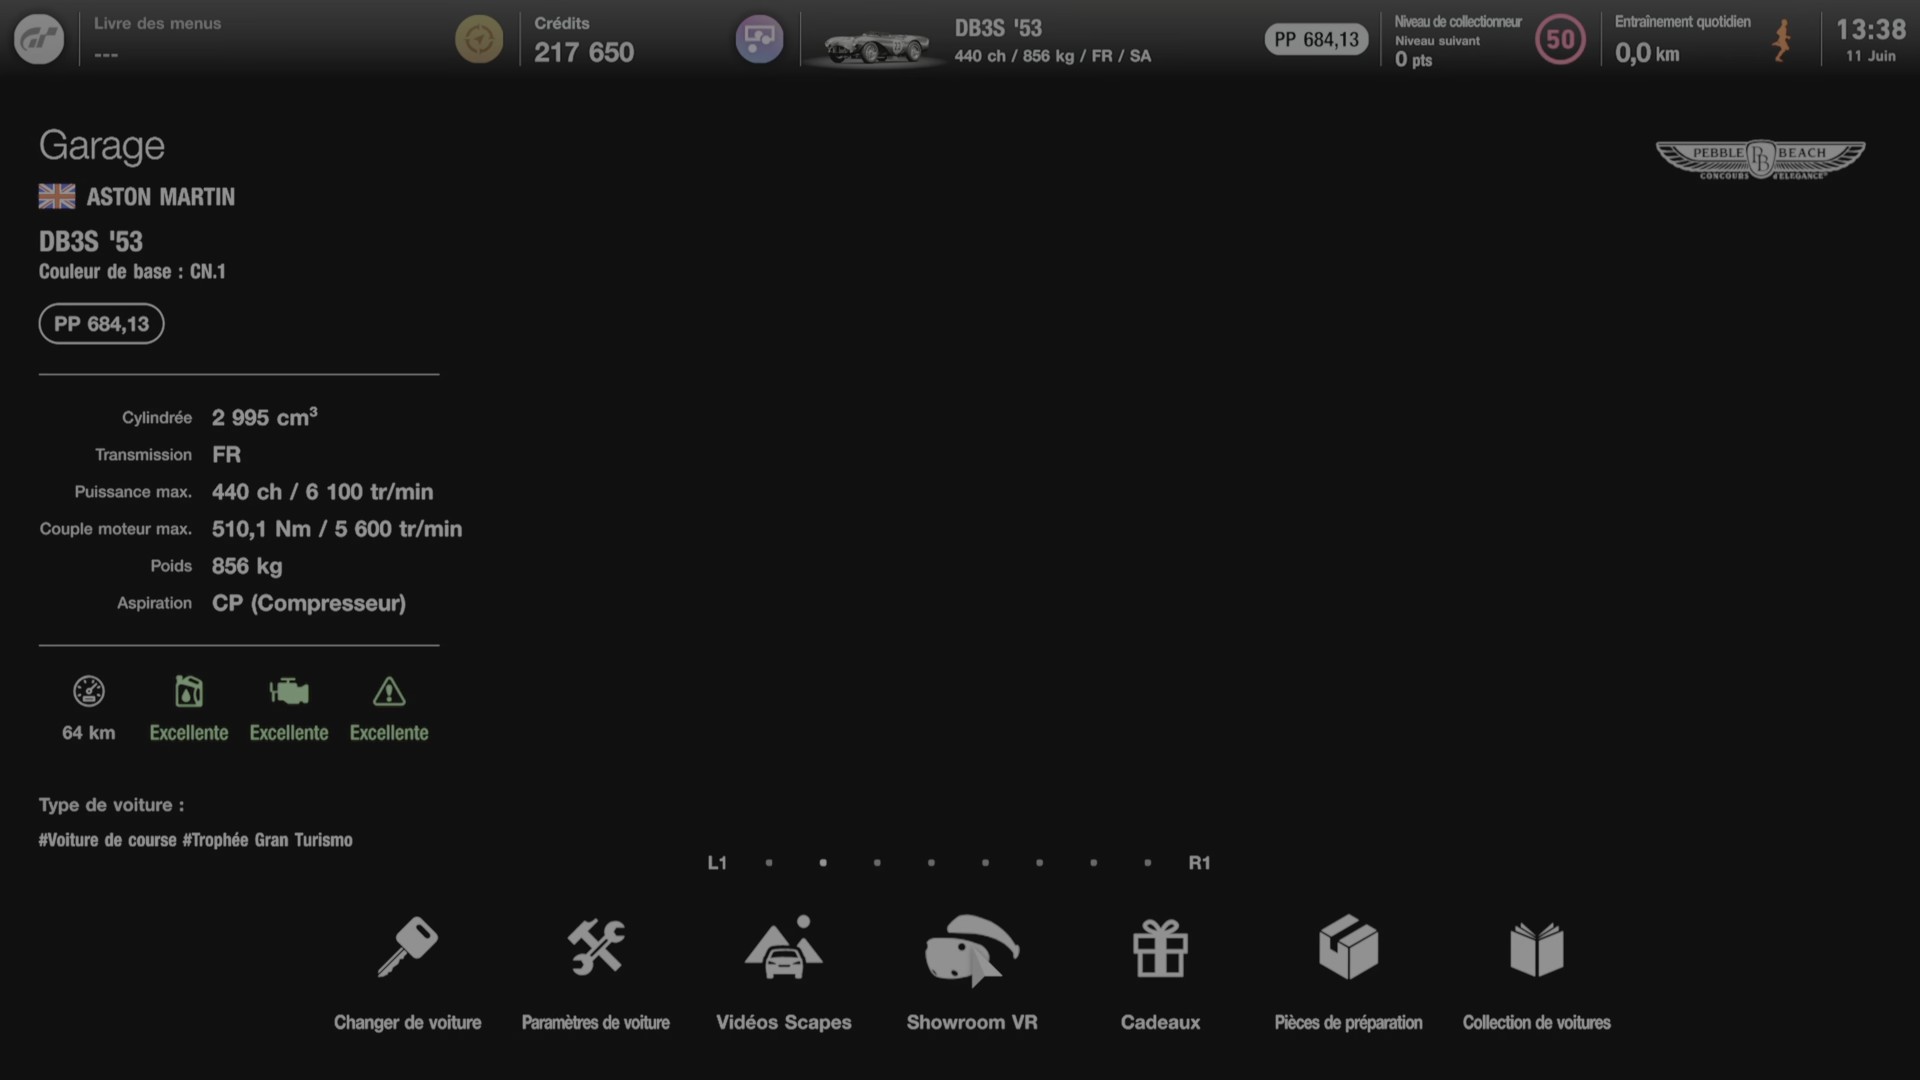 Livre des menus
---
Crédits
217 650
DB3S '53
440 ch / 856 kg / FR / SA
PP 684,13
Niveau de collectionneur
Niveau suivant
0 pts
50
Entraînement quotidien
0,0 km
13:38
11 Juin
Garage
PEBBLE PB BEACH
CONCOURS d'ELEGANCE
ASTON MARTIN
DB3S '53
Couleur de base : CN.1
PP 684,13
Cylindrée 2 995 cm³
Transmission FR
Puissance max. 440 ch / 6 100 tr/min
Couple moteur max. 510,1 Nm / 5 600 tr/min
Poids 856 kg
Aspiration CP (Compresseur)
64 km Excellente Excellente Excellente
Type de voiture :
#Voiture de course #Trophée Gran Turismo
L1 R1
Changer de voiture Paramètres de voiture Vidéos Scapes Showroom VR Cadeaux Pièces de préparation Collection de voitures